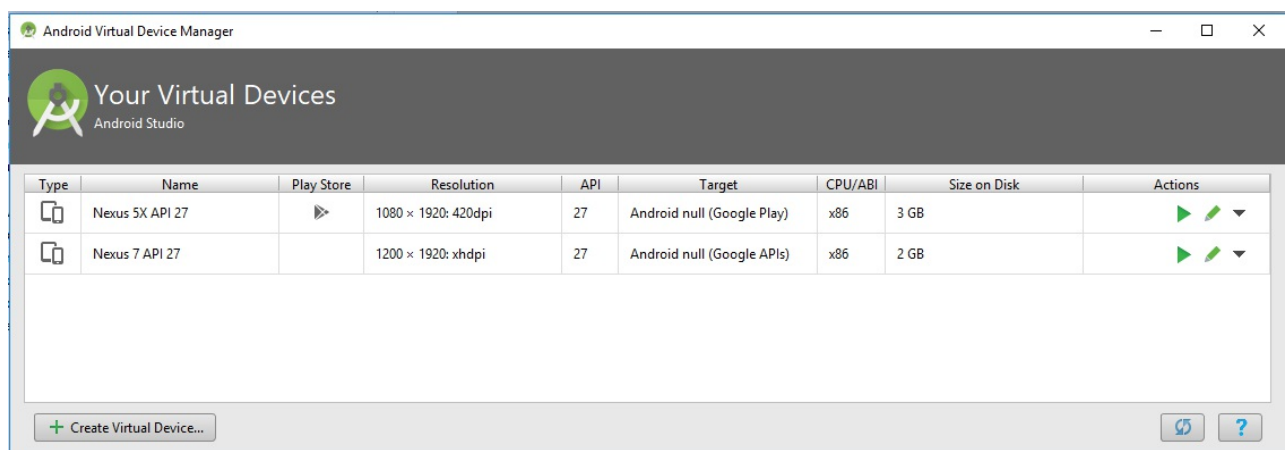 Android Virtual Device Manager
Your Virtual Devices
Android Studio
Type Name Play Store Resolution API Target CPU/ABI Size on Disk Actions
Nexus 5X API 27 1080 × 1920: 420dpi 27 Android null (Google Play) x86 3 GB
Nexus 7 API 27 1200 × 1920: xhdpi 27 Android null (Google APIs) x86 2 GB
+ Create Virtual Device... ?